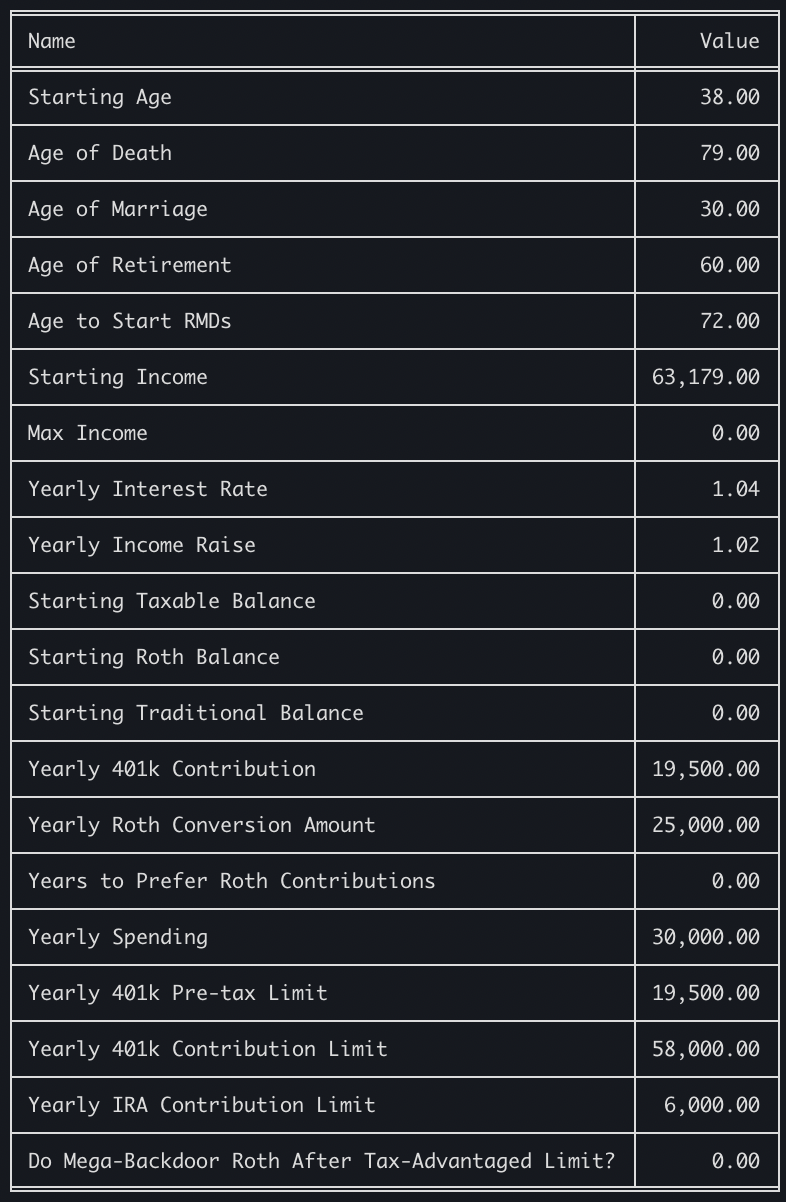 Name Value
Starting Age 38.00
Age of Death 79.00
Age of Marriage 30.00
Age of Retirement 60.00
Age to Start RMDs 72.00
Starting Income 63,179.00
Max Income 0.00
Yearly Interest Rate 1.04
Yearly Income Raise 1.02
Starting Taxable Balance 0.00
Starting Roth Balance 0.00
Starting Traditional Balance 0.00
Yearly 401k Contribution 19,500.00
Yearly Roth Conversion Amount 25,000.00
Years to Prefer Roth Contributions 0.00
Yearly Spending 30,000.00
Yearly 401k Pre-tax Limit 19,500.00
Yearly 401k Contribution Limit 58,000.00
Yearly IRA Contribution Limit 6,000.00
Do Mega-Backdoor Roth After Tax-Advantaged Limit? 0.00